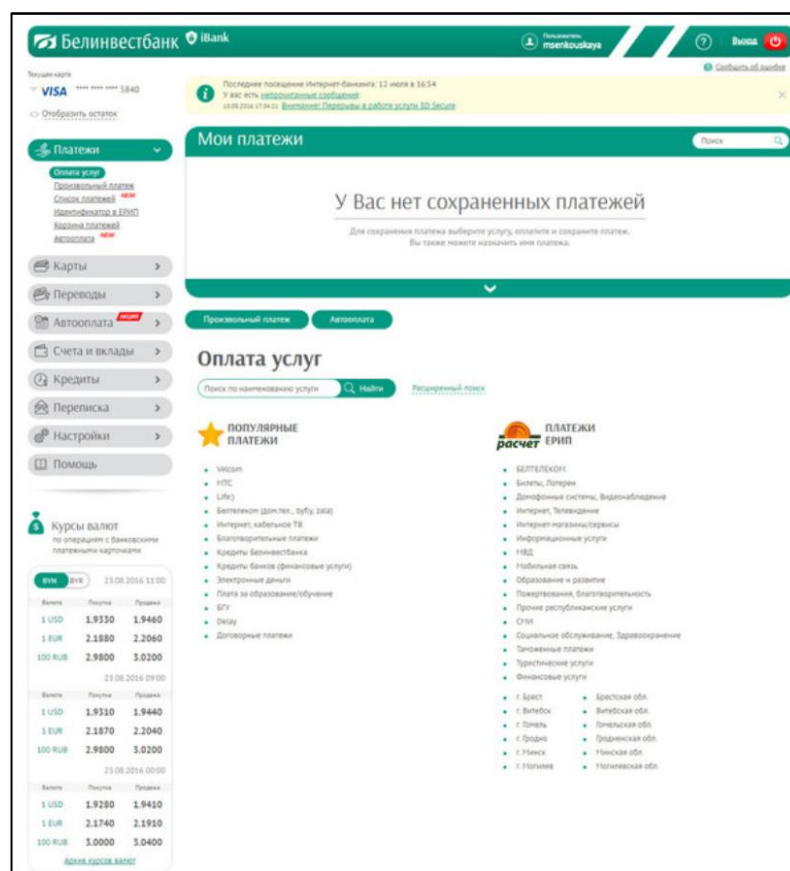 Белинвестбанк iBank
Пользователь
msenkouskaya
?
Выход
Сообщить об ошибке
Текущая карта
VISA **** **** **** 5840
Отобразить остаток
Последнее посещение Интернет-банкинга: 12 июля в 16:54
У вас есть непрочитанные сообщения:
Внимание! Перерывы в работе услуги 3D Secure
Платежи
Оплата услуг
Произвольный платеж
Список платежей NEW
Идентификатор в ЕРИП
Корзина платежей
Автооплата NEW
Карты
Переводы
Автооплата АКЦИЯ
Счета и вклады
Кредиты
Переписка
Настройки
Помощь
Мои платежи
Поиск
У Вас нет сохраненных платежей
Для сохранения платежа выберите услугу, оплатите и сохраните платеж.
Вы также можете назначить имя платежа.
Произвольный платеж
Автооплата
Оплата услуг
Поиск по наименованию услуги
Найти
Расширенный поиск
ПОПУЛЯРНЫЕ
ПЛАТЕЖИ
Velcom
МТС
Life:)
Белтелеком (дом.тел., byfly, zala)
Интернет, кабельное ТВ
Благотворительные платежи
Кредиты Белинвестбанка
Кредиты банков (финансовые услуги)
Электронные деньги
Плата за образование/обучение
БГУ
Delay
Договорные платежи
расчет
ПЛАТЕЖИ
ЕРИП
БЕЛТЕЛЕКОМ
Билеты, Лотереи
Домофонные системы, Видеонаблюдение
Интернет, Телевидение
Интернет-магазины/сервисы
Информационные услуги
МВД
Мобильная связь
Образование и развитие
Пожертвования, благотворительность
Прочие республиканские услуги
СМИ
Социальное обслуживание, Здравоохранение
Таможенные платежи
Туристические услуги
Финансовые услуги
г. Брест Брестская обл.
г. Витебск Витебская обл.
г. Гомель Гомельская обл.
г. Гродно Гродненская обл.
г. Минск Минская обл.
г. Могилев Могилевская обл.
Курсы валют
по операциям с банковскими
платежными карточками
BYN BYR 23.08.2016 11:00
Валюта Покупка Продажа
1 USD 1.9330 1.9460
1 EUR 2.1880 2.2060
100 RUB 2.9800 3.0200
23.08.2016 09:00
Валюта Покупка Продажа
1 USD 1.9310 1.9440
1 EUR 2.1870 2.2040
100 RUB 2.9800 3.0200
23.08.2016 00:00
Валюта Покупка Продажа
1 USD 1.9280 1.9410
1 EUR 2.1740 2.1910
100 RUB 3.0000 3.0400
Архив курсов валют